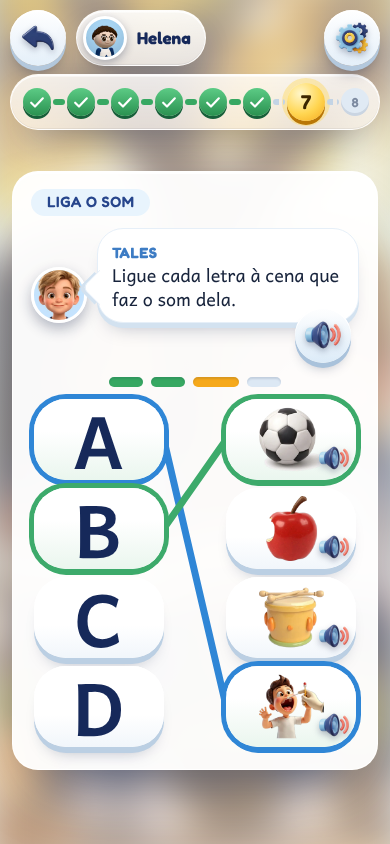 Helena
7
8
LIGA O SOM
TALES
Ligue cada letra à cena que
faz o som dela.
A
B
C
D